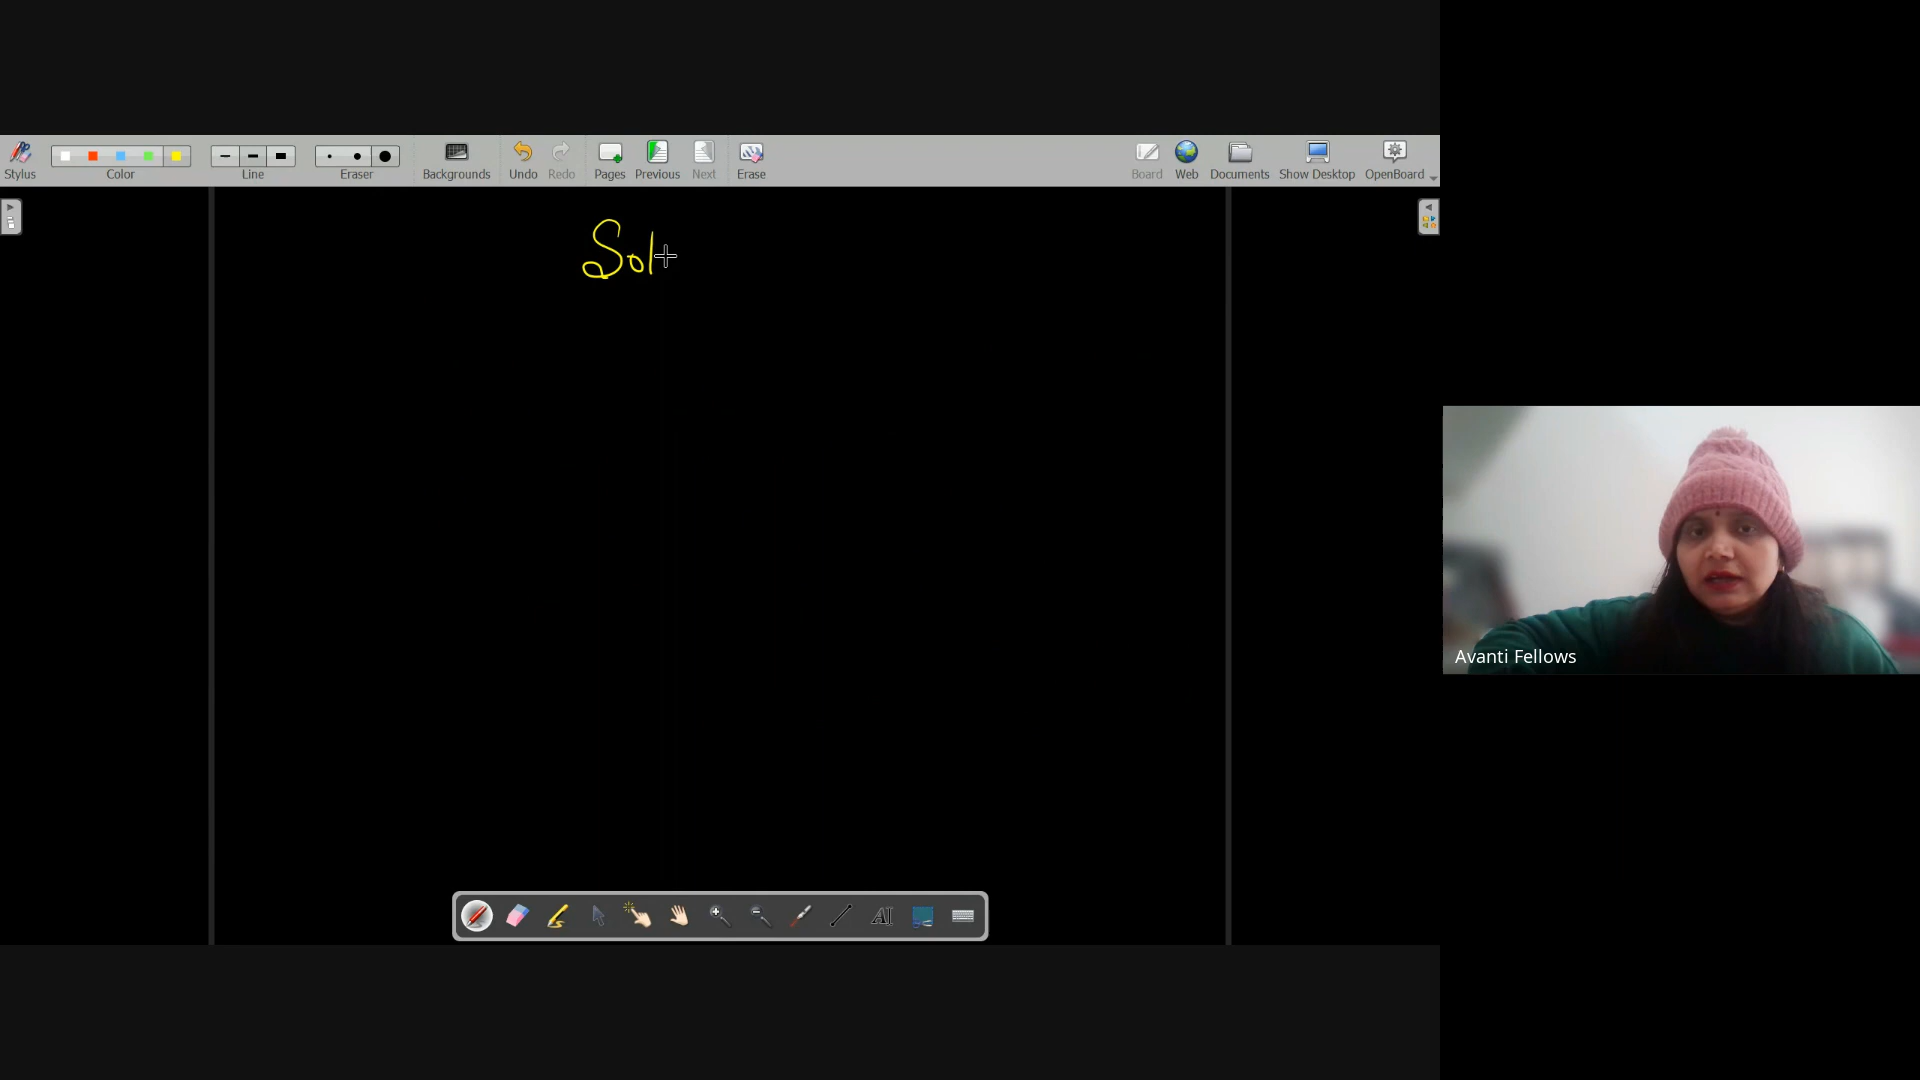 Stylus Color Line Eraser Backgrounds Undo Redo Pages Previous Next Erase Board Web Documents Show Desktop OpenBoard
Sol
Avanti Fellows